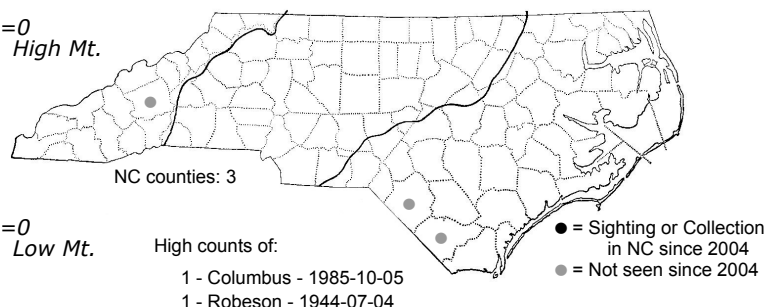 =0
High Mt.
NC counties: 3
=0
Low Mt.
High counts of:
1 - Columbus - 1985-10-05
1 - Robeson - 1944-07-04
● = Sighting or Collection
in NC since 2004
● = Not seen since 2004